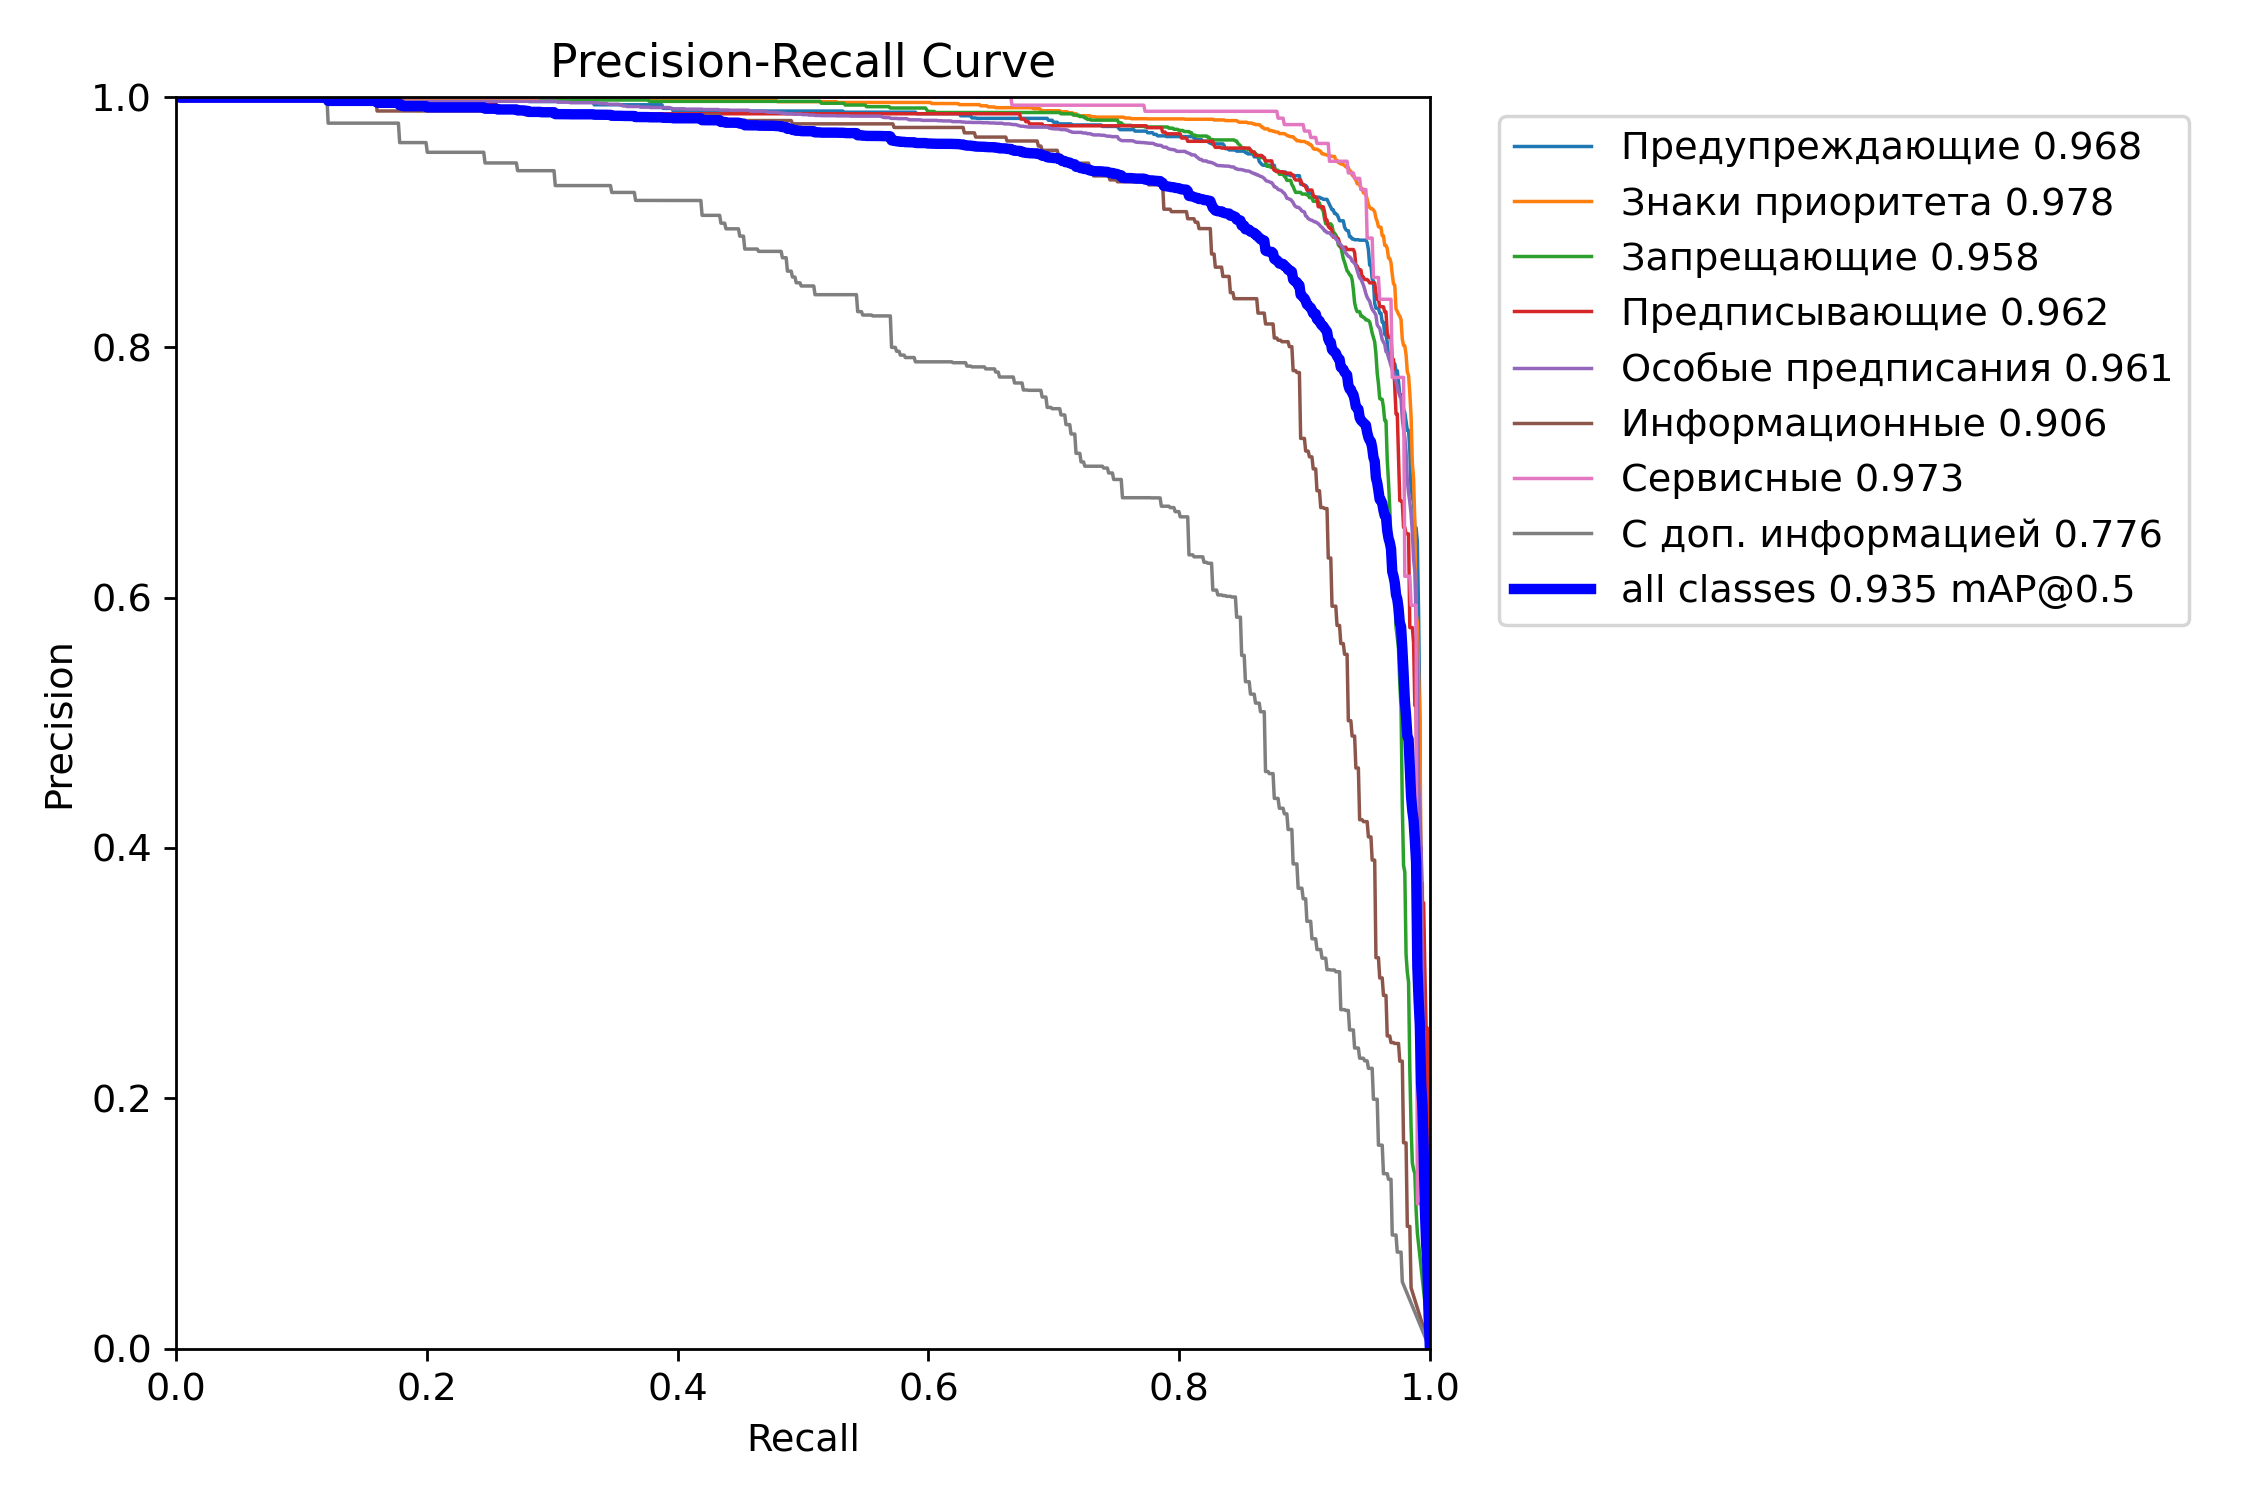 Precision-Recall Curve
1.0
0.8
0.6
0.4
0.2
0.0
Precision
0.0 0.2 0.4 0.6 0.8 1.0
Recall
Предупреждающие 0.968
Знаки приоритета 0.978
Запрещающие 0.958
Предписывающие 0.962
Особые предписания 0.961
Информационные 0.906
Сервисные 0.973
С доп. информацией 0.776
all classes 0.935 mAP@0.5